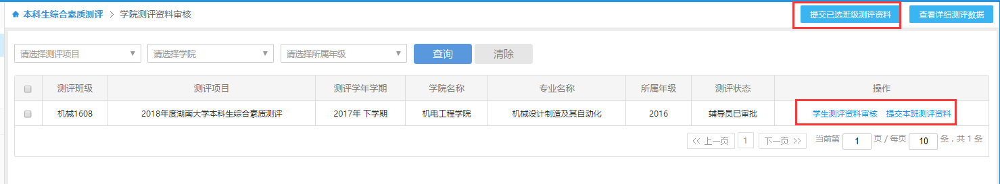 本科生综合素质测评 > 学院测评资料审核 提交已选班级测评资料 查看详细测评数据
请选择测评项目 请选择学院 请选择所属年级 查询 清除
测评班级 测评项目 测评学年学期 学院名称 专业名称 所属年级 测评状态 操作
机械1608 2018年度湖南大学本科生综合素质测评 2017年 下学期 机电工程学院 机械设计制造及其自动化 2016 辅导员已审批 学生测评资料审核 提交本班测评资料
<< 上一页 1 下一页 >> 当前第 1 页 / 每页 10 条，共 1 条